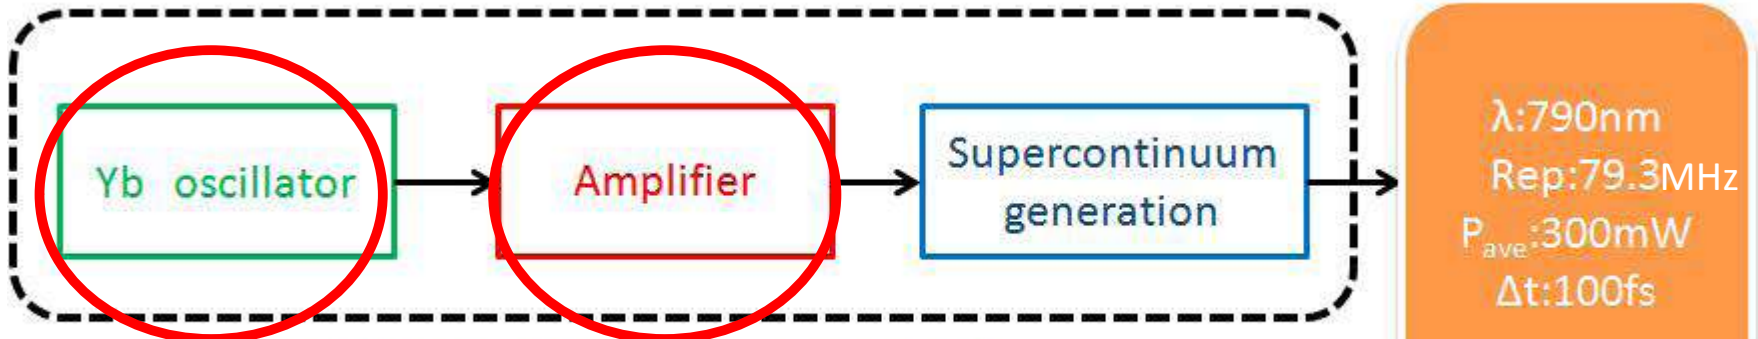 Yb oscillator
Amplifier
Supercontinuum
generation
λ:790nm
Rep:79.3MHz
Pave:300mW
Δt:100fs